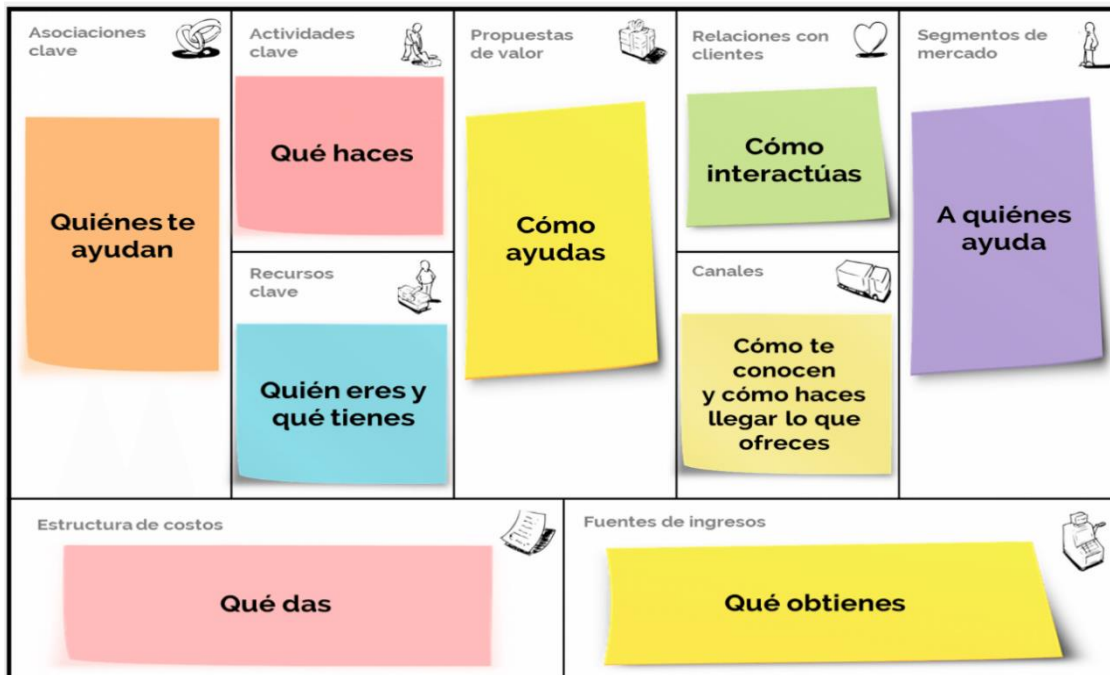 Asociaciones
clave
Quiénes te
ayudan
Actividades
clave
Qué haces
Recursos
clave
Quién eres y
qué tienes
Propuestas
de valor
Cómo
ayudas
Relaciones con
clientes
Cómo
interactúas
Canales
Cómo te
conocen
y cómo haces
llegar lo que
ofreces
Segmentos de
mercado
A quiénes
ayuda
Estructura de costos
Qué das
Fuentes de ingresos
Qué obtienes